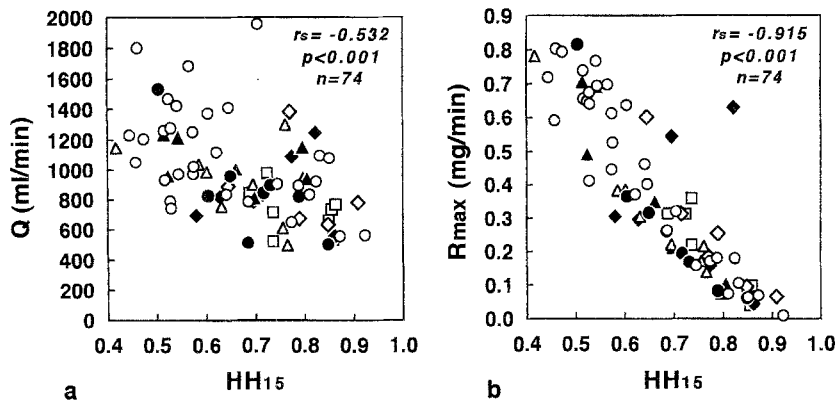 2000
1800
1600
1400
1200
1000
800
600
400
200
0
Q (ml/min)
rs= -0.532
p<0.001
n=74
0.4 0.5 0.6 0.7 0.8 0.9 1.0
HH15
a
0.9
0.8
0.7
0.6
0.5
0.4
0.3
0.2
0.1
0.0
Rmax (mg/min)
rs= -0.915
p<0.001
n=74
0.4 0.5 0.6 0.7 0.8 0.9 1.0
HH15
b